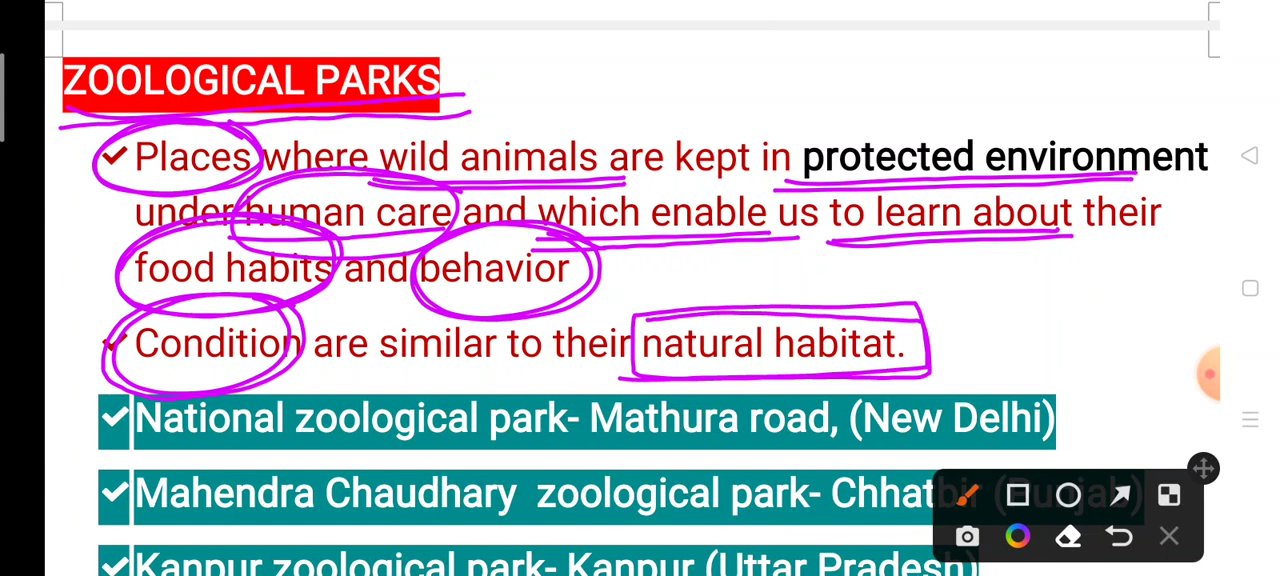 ZOOLOGICAL PARKS
✓ Places where wild animals are kept in protected environment
under human care and which enable us to learn about their
food habits and behavior
✓ Condition are similar to their natural habitat.
✓ National zoological park- Mathura road, (New Delhi)
✓ Mahendra Chaudhary zoological park- Chhatbir (Punjab)
✓ Kanpur zoological park- Kanpur (Uttar Pradesh)